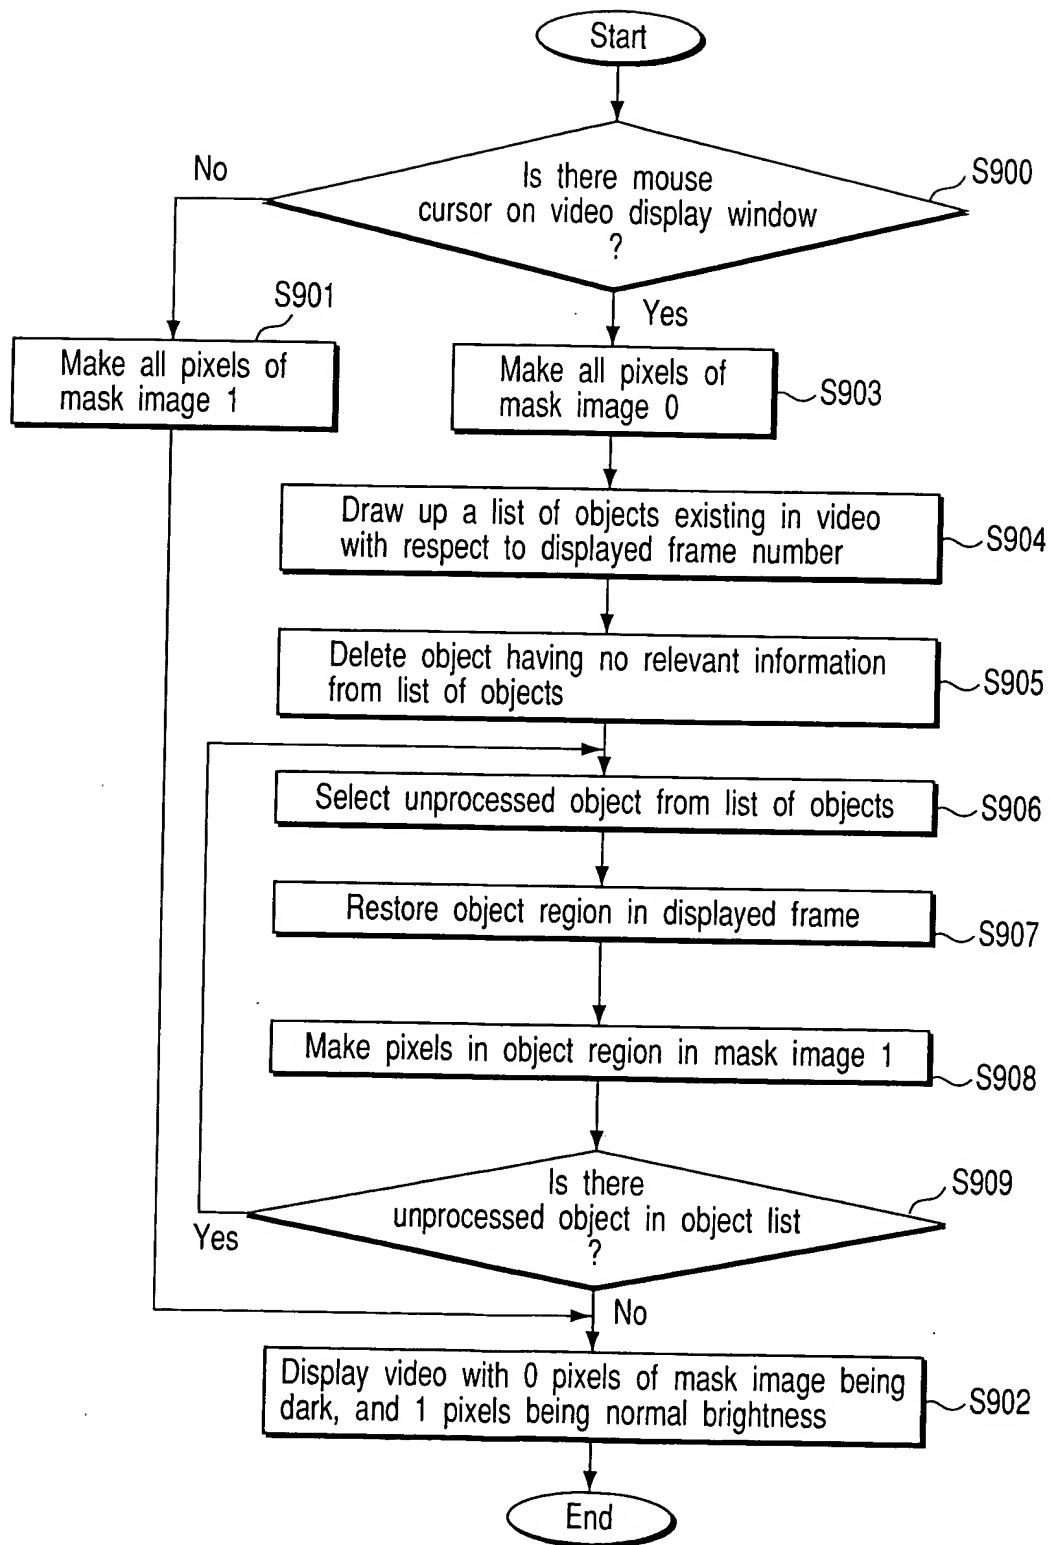 Start
Is there mouse
cursor on video display window
?
S900
No
Yes
S901
Make all pixels of
mask image 1
Make all pixels of
mask image 0
S903
Draw up a list of objects existing in video
with respect to displayed frame number
S904
Delete object having no relevant information
from list of objects
S905
Select unprocessed object from list of objects
S906
Restore object region in displayed frame
S907
Make pixels in object region in mask image 1
S908
Is there
unprocessed object in object list
?
S909
Yes
No
Display video with 0 pixels of mask image being
dark, and 1 pixels being normal brightness
S902
End